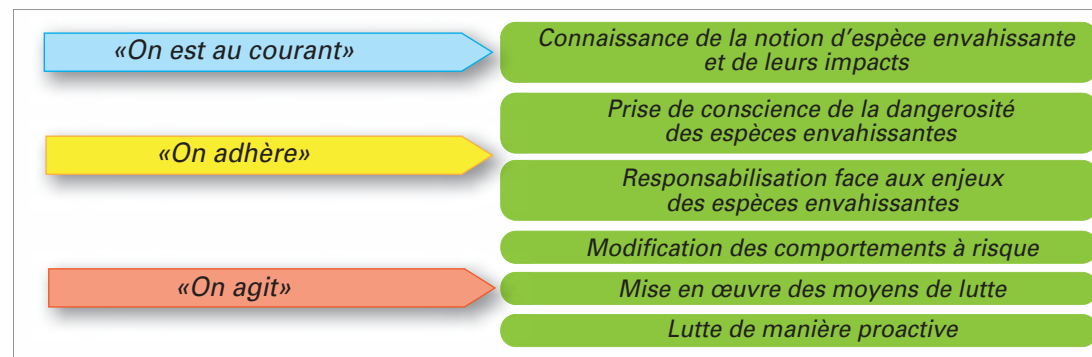 «On est au courant»
Connaissance de la notion d'espèce envahissante
et de leurs impacts
«On adhère»
Prise de conscience de la dangerosité
des espèces envahissantes
Responsabilisation face aux enjeux
des espèces envahissantes
«On agit»
Modification des comportements à risque
Mise en œuvre des moyens de lutte
Lutte de manière proactive